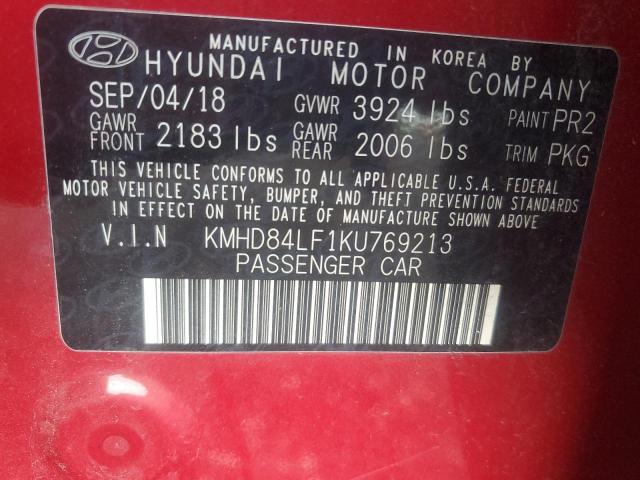 MANUFACTURED IN KOREA BY
HYUNDAI MOTOR COMPANY
SEP/04/18 GVWR 3924 lbs PAINT PR2
GAWR FRONT 2183 lbs GAWR REAR 2006 lbs TRIM PKG
THIS VEHICLE CONFORMS TO ALL APPLICABLE U.S.A. FEDERAL
MOTOR VEHICLE SAFETY, BUMPER, AND THEFT PREVENTION STANDARDS
IN EFFECT ON THE DATE OF MANUFACTURE SHOWN ABOVE
V.I.N KMHD84LF1KU769213
PASSENGER CAR